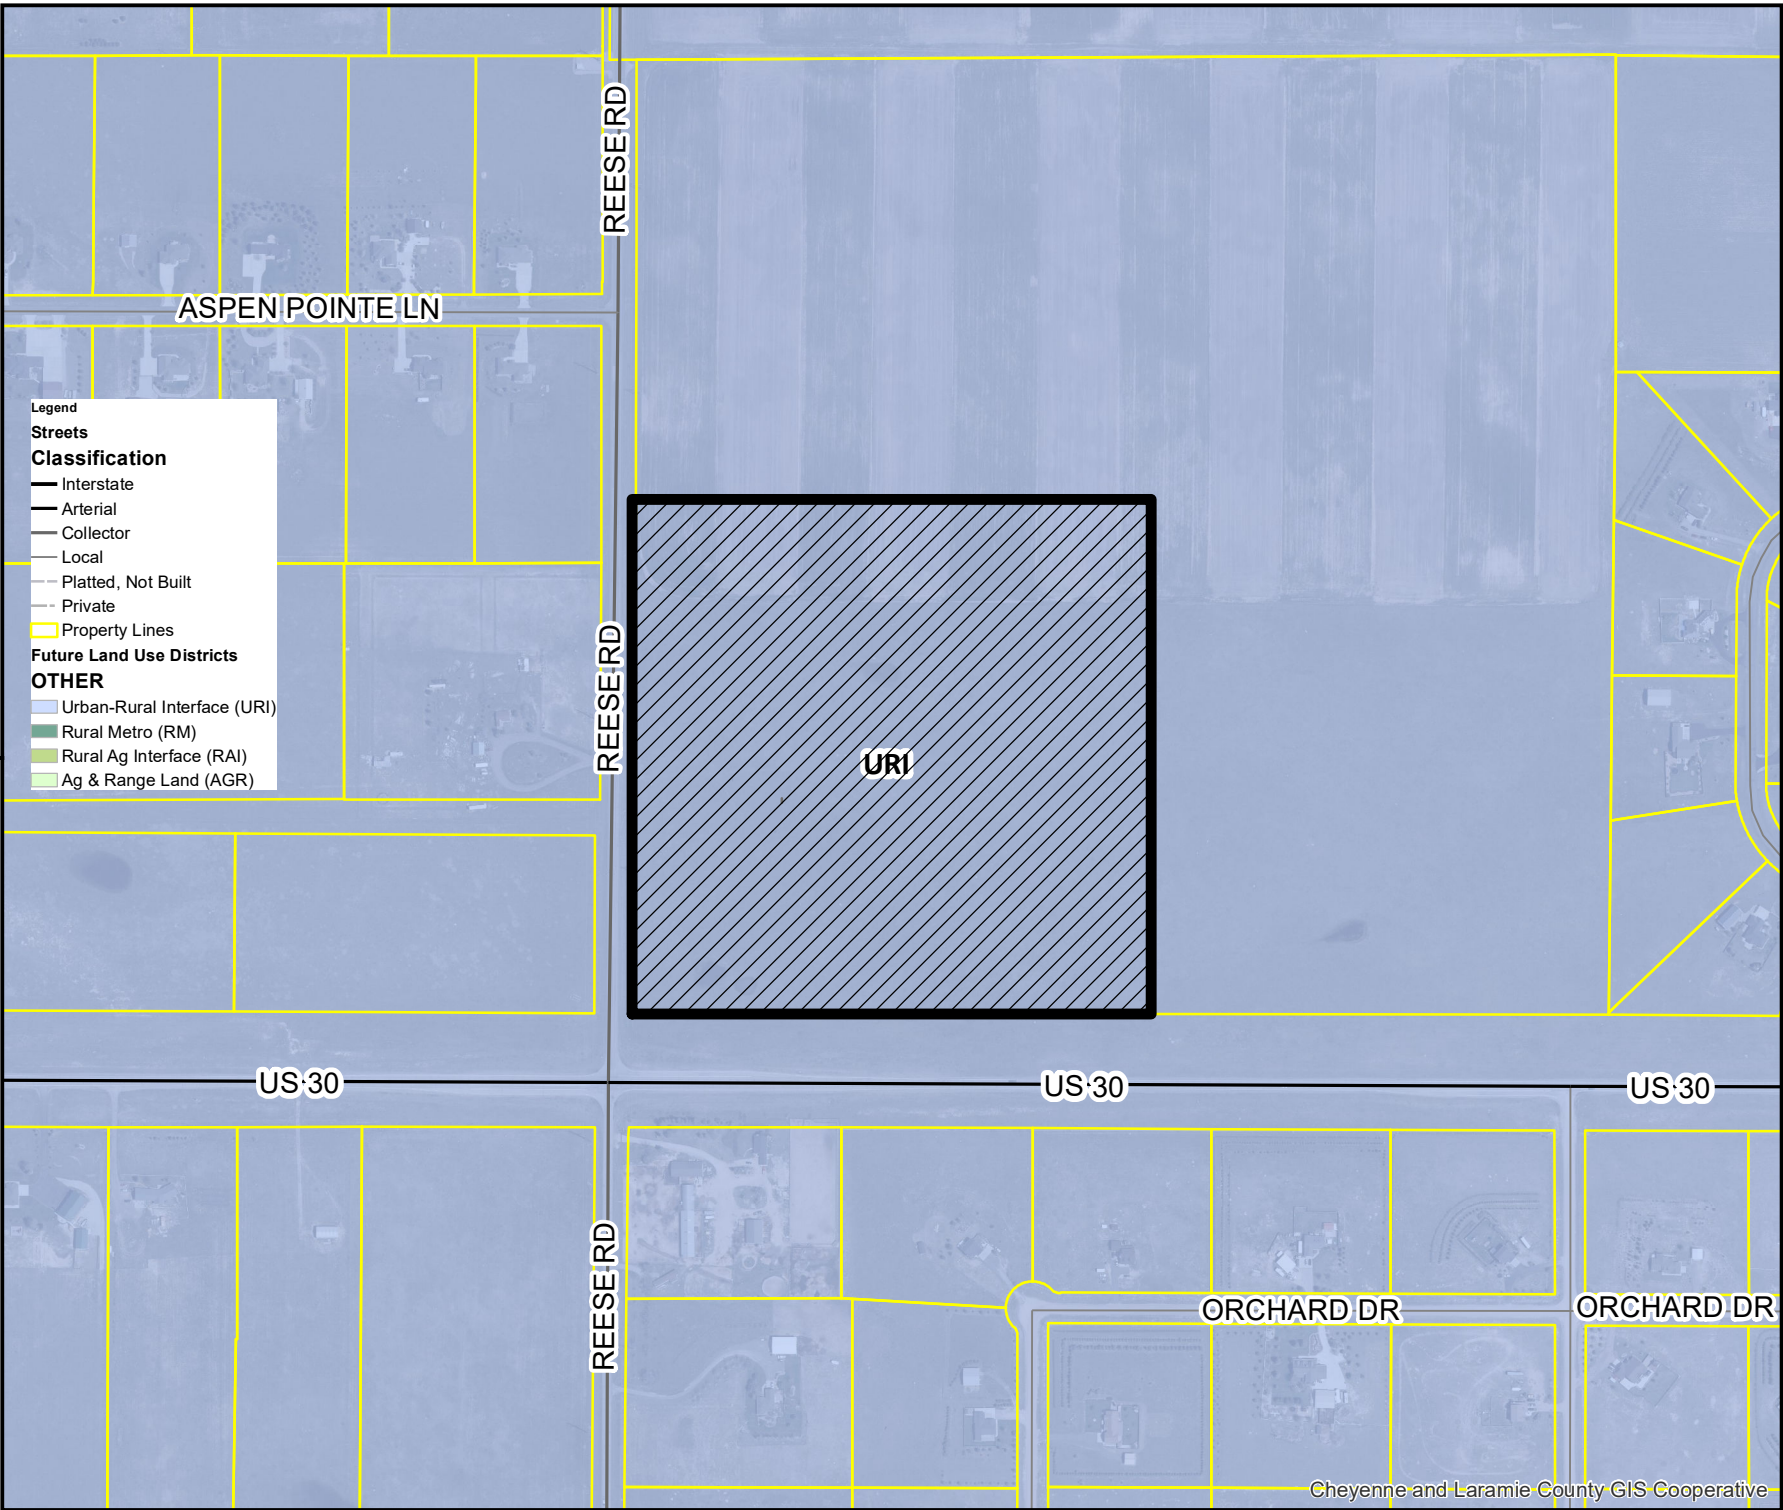 REESE RD
ASPEN POINTE LN
Legend
Streets
Classification
Interstate
Arterial
Collector
Local
Platted, Not Built
Private
Property Lines
Future Land Use Districts
OTHER
Urban-Rural Interface (URI)
Rural Metro (RM)
Rural Ag Interface (RAI)
Ag & Range Land (AGR)
REESE RD
URI
US 30
US 30
US 30
REESE RD
ORCHARD DR
ORCHARD DR
Cheyenne and Laramie County GIS Cooperative